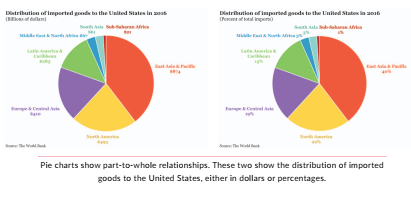 Distribution of imported goods to the United States in 2016
(Billions of dollars)
South Asia
Sub-Saharan Africa
Middle East & North Africa
Latin America &
Caribbean
East Asia & Pacific
$874
Europe & Central Asia
North America
Source: The World Bank
Distribution of imported goods to the United States in 2016
(Percent of total imports)
South Asia
Sub-Saharan Africa
1%
Middle East & North Africa 3%
Latin America &
Caribbean
East Asia & Pacific
40%
Europe & Central Asia
19%
North America
Source: The World Bank
Pie charts show part-to-whole relationships. These two show the distribution of imported
goods to the United States, either in dollars or percentages.